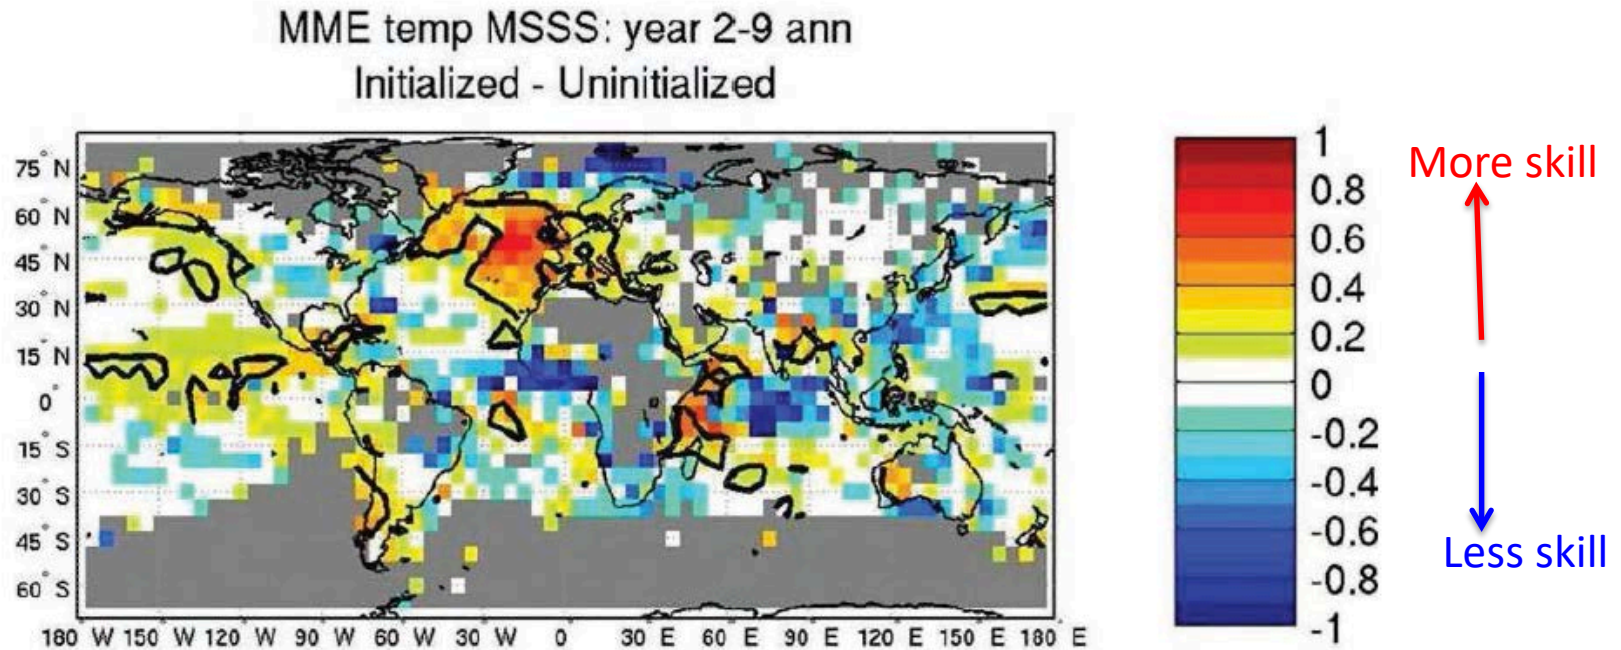 MME temp MSSS: year 2-9 ann
Initialized - Uninitialized
75° N
60° N
45° N
30° N
15° N
0°
15° S
30° S
45° S
60° S
180° W 150° W 120° W 90° W 60° W 30° W 0° 30° E 60° E 90° E 120° E 150° E 180° E
1
0.8
0.6
0.4
0.2
0
-0.2
-0.4
-0.6
-0.8
-1
More skill
Less skill